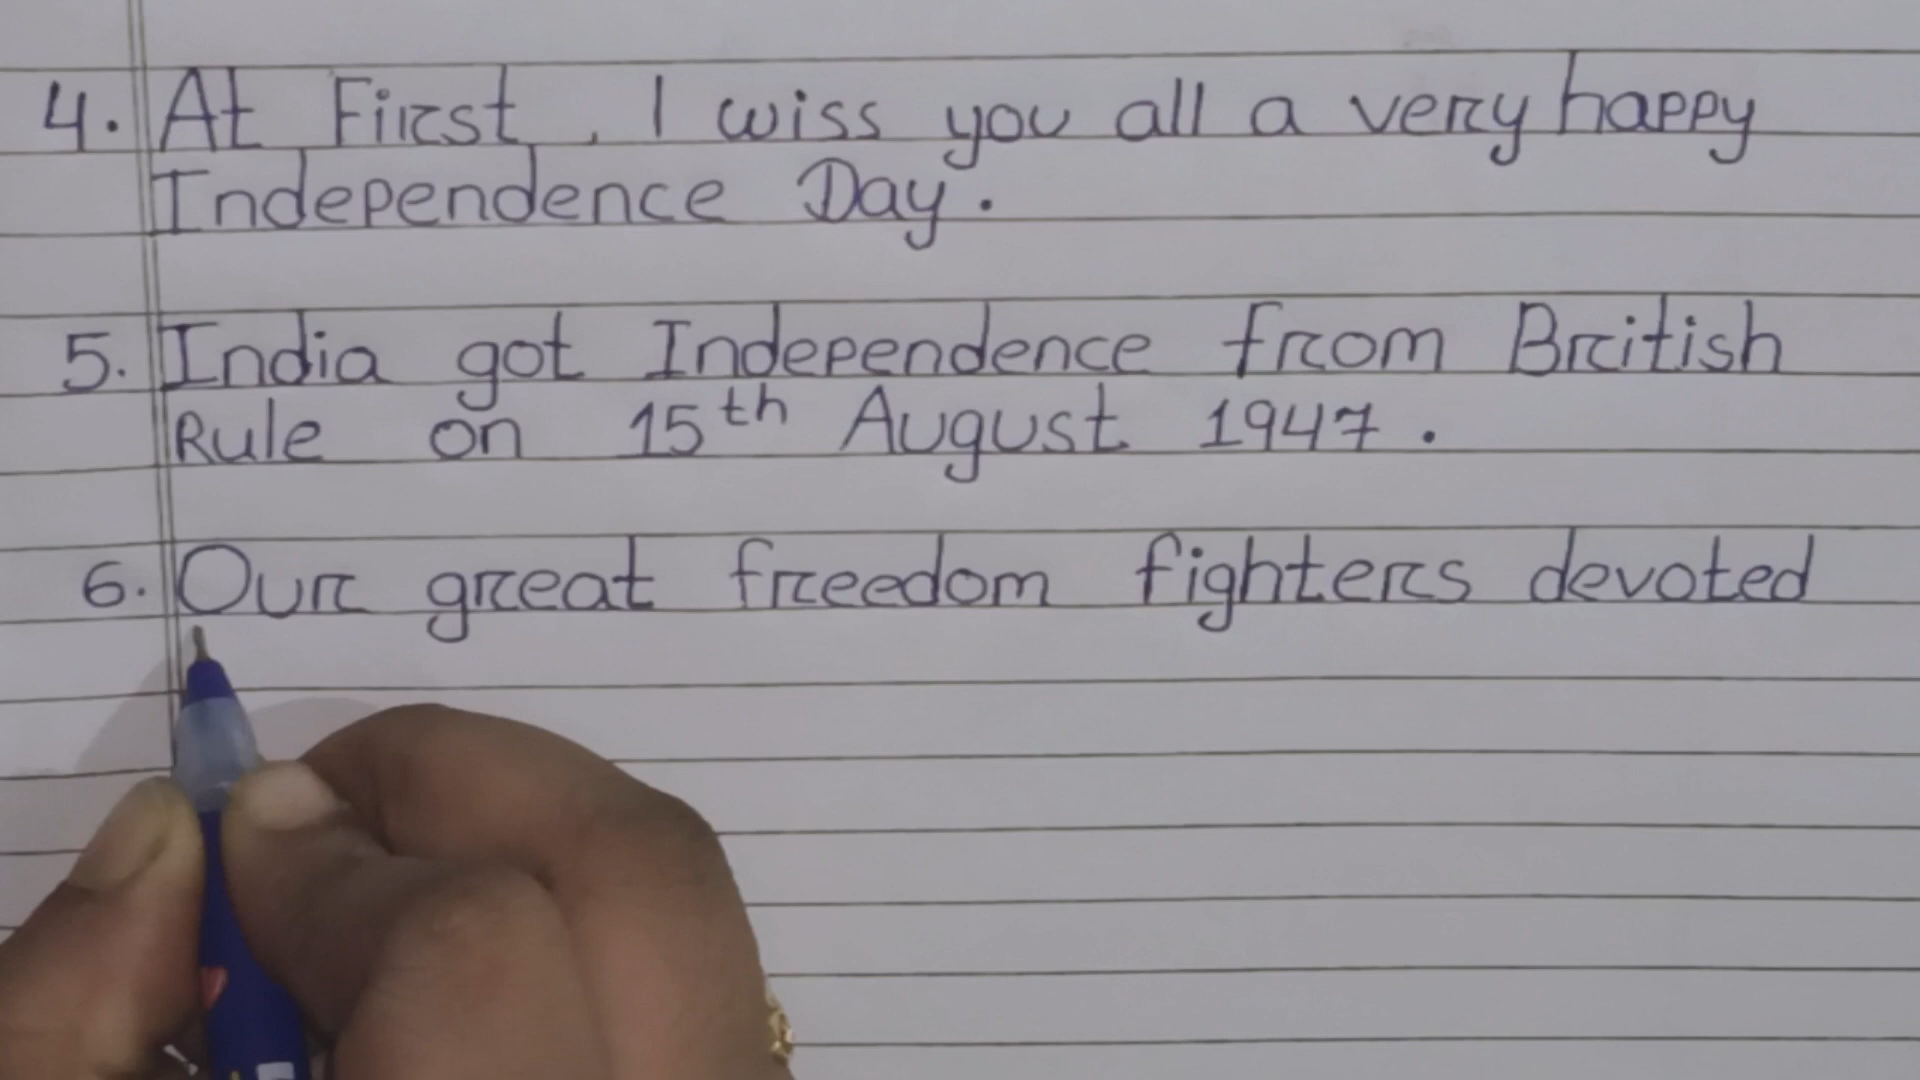 4. At First, I wiss you all a very happy
Independence Day.
5. India got Independence from British
Rule on 15th August 1947.
6. Our great freedom fighters devoted